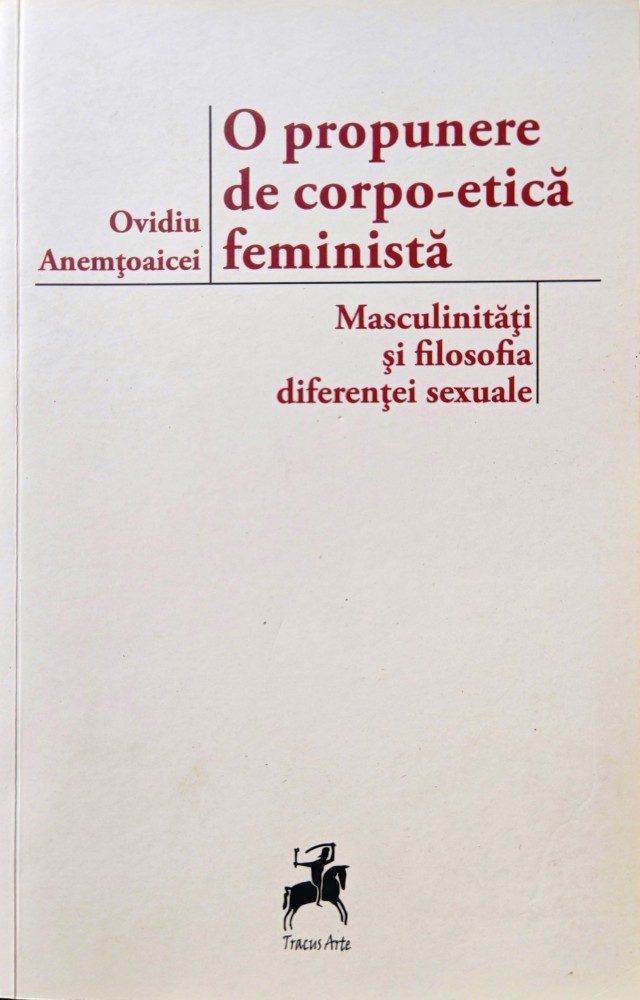 Ovidiu
Anemţoaicei
O propunere
de corpo-etică
feministă
Masculinităţi
şi filosofia
diferenţei sexuale
Tracus Arte